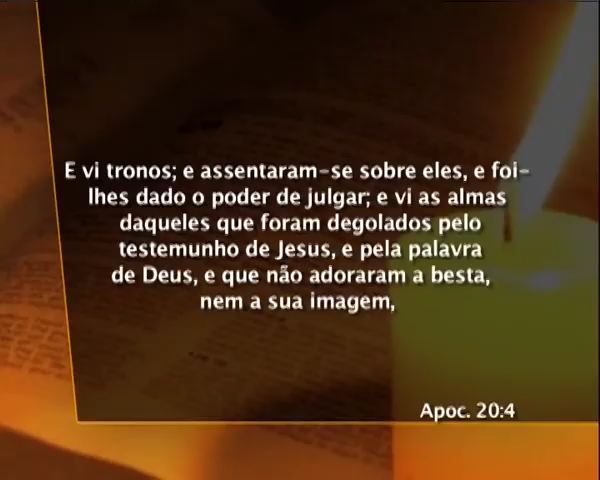 E vi tronos; e assentaram-se sobre eles, e foi-
lhes dado o poder de julgar; e vi as almas
daqueles que foram degolados pelo
testemunho de Jesus, e pela palavra
de Deus, e que não adoraram a besta,
nem a sua imagem,
Apoc. 20:4